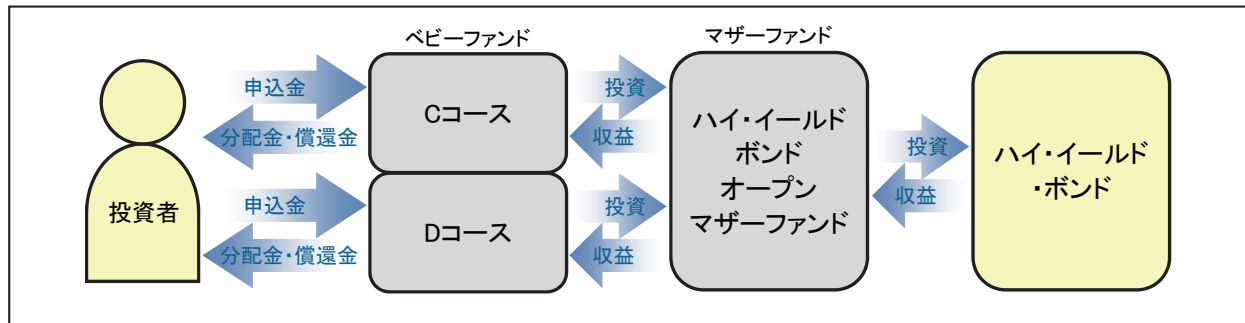 ベビーファンド
マザーファンド
申込金
分配金・償還金
Cコース
投資
収益
投資者
申込金
分配金・償還金
Dコース
投資
収益
ハイ・イールド
ボンド
オープン
マザーファンド
投資
収益
ハイ・イールド
・ボンド